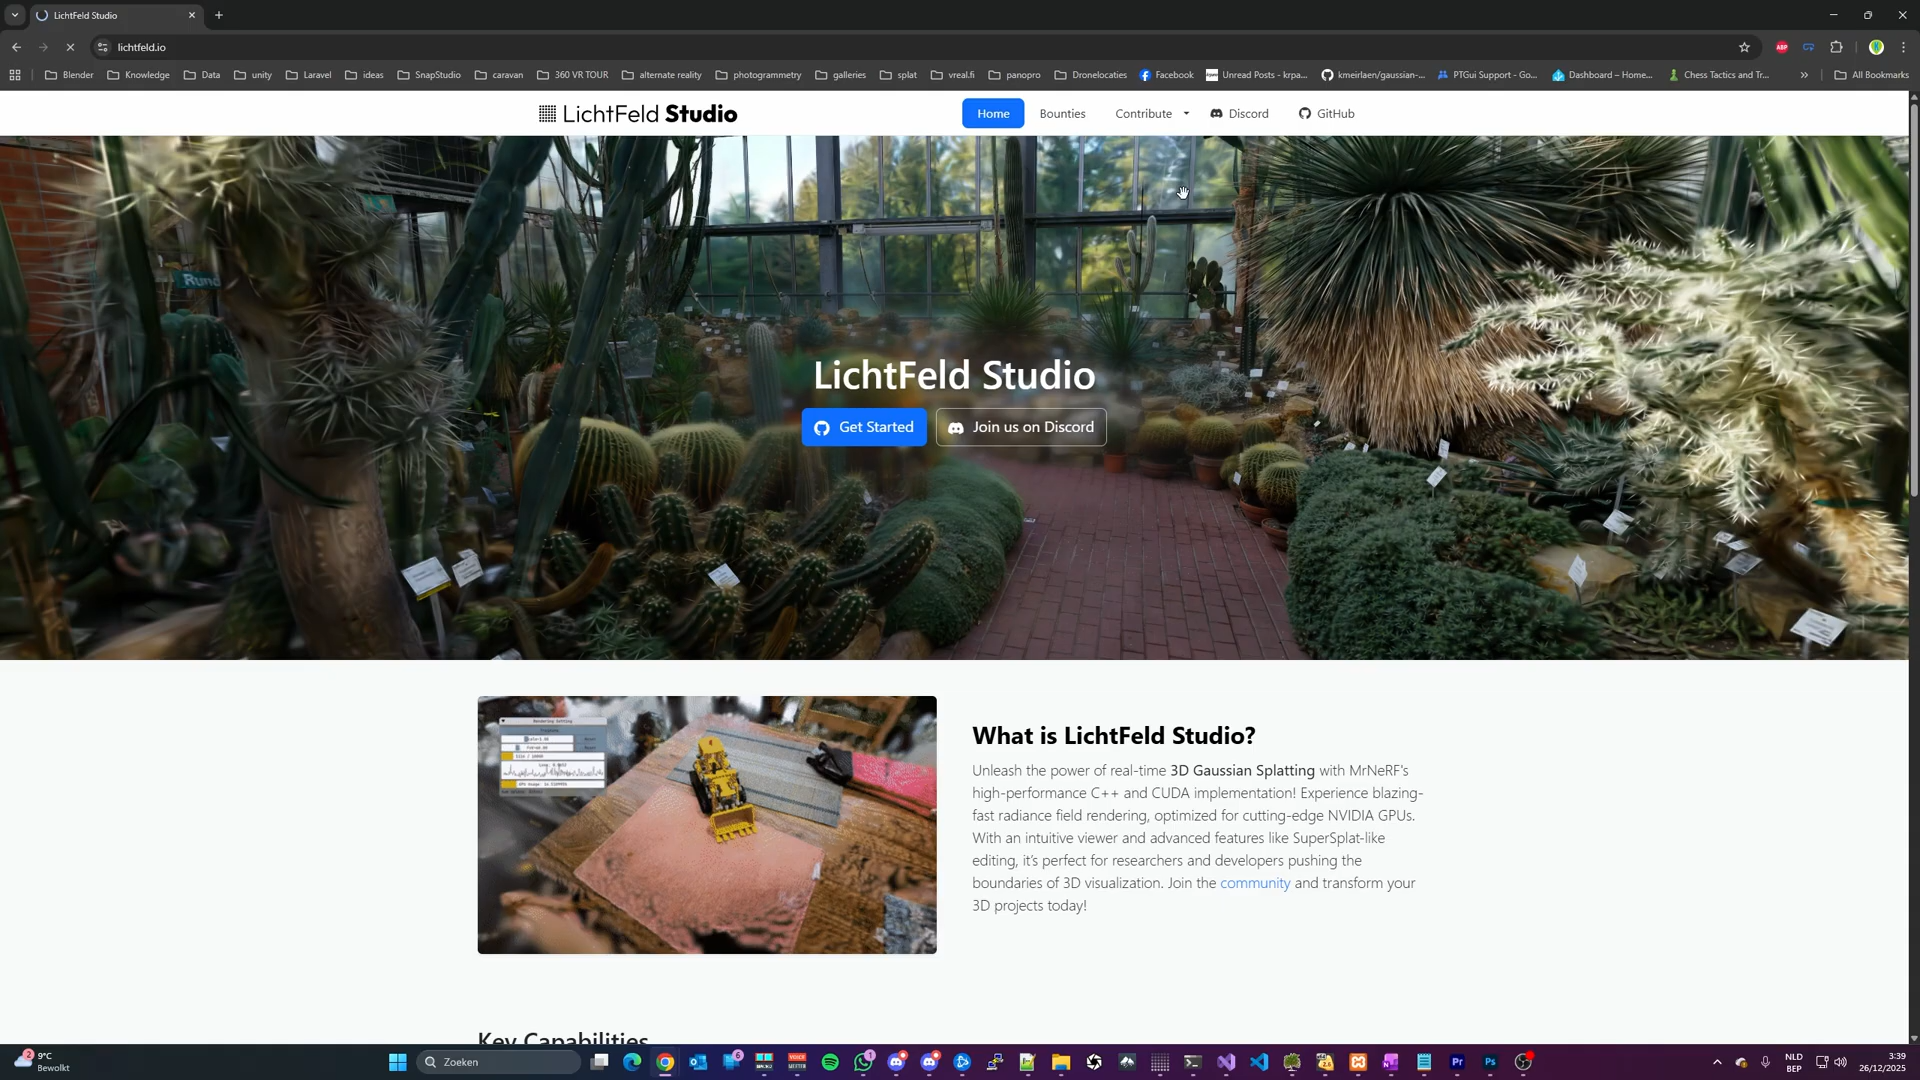 LichtFeld Studio
lichtfeld.io
Blender Knowledge Data unity Laravel ideas SnapStudio caravan 360 VR TOUR alternate reality photogrammetry galleries splat vreal.fi panopro Dronelocaties Facebook Unread Posts - krpa... kmeirlaen/gaussian-... PTGui Support - Go... Dashboard – Home... Chess Tactics and Tr... » All Bookmarks
LichtFeld Studio Home Bounties Contribute Discord GitHub
LichtFeld Studio
Get Started Join us on Discord
What is LichtFeld Studio?
Unleash the power of real-time 3D Gaussian Splatting with MrNeRF's
high-performance C++ and CUDA implementation! Experience blazing-
fast radiance field rendering, optimized for cutting-edge NVIDIA GPUs.
With an intuitive viewer and advanced features like SuperSplat-like
editing, it's perfect for researchers and developers pushing the
boundaries of 3D visualization. Join the community and transform your
3D projects today!
Key Capabilities
9°C
Bewolkt
Zoeken
NLD
BEP
3:39
26/12/2025